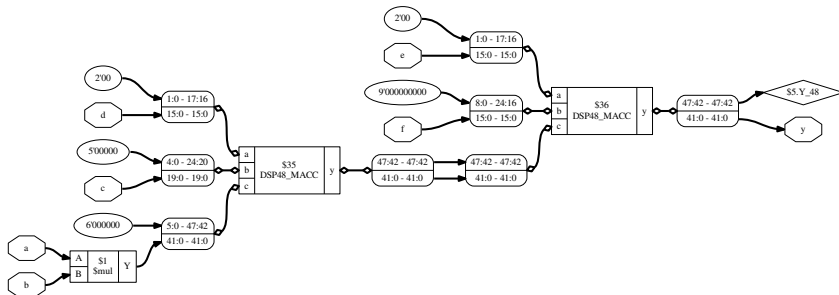 2'00
1:0 - 17:16
e
15:0 - 15:0
2'00
9'000000000
8:0 - 24:16
a
$36
47:42 - 47:42
$5.Y_48
1:0 - 17:16
b
DSP48_MACC
y
d
15:0 - 15:0
f
15:0 - 15:0
c
41:0 - 41:0
y
5'00000
4:0 - 24:20
a
$35
47:42 - 47:42
47:42 - 47:42
b
DSP48_MACC
y
c
19:0 - 19:0
c
41:0 - 41:0
41:0 - 41:0
6'000000
5:0 - 47:42
a
41:0 - 41:0
A
$1
Y
b
B
$mul